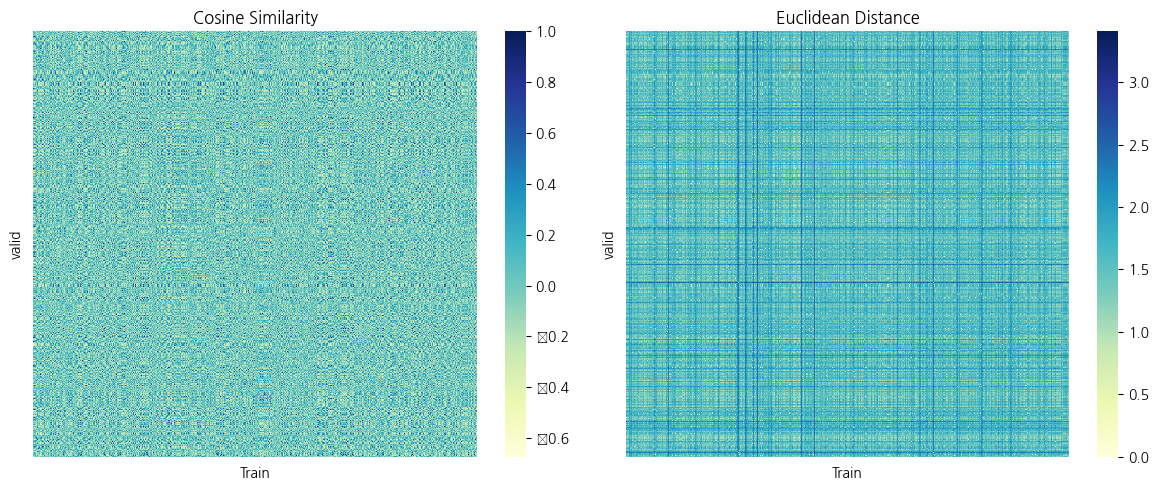 Cosine Similarity
1.0
0.8
0.6
0.4
0.2
0.0
▯0.2
▯0.4
▯0.6
valid
Train
Euclidean Distance
3.0
2.5
2.0
1.5
1.0
0.5
0.0
valid
Train